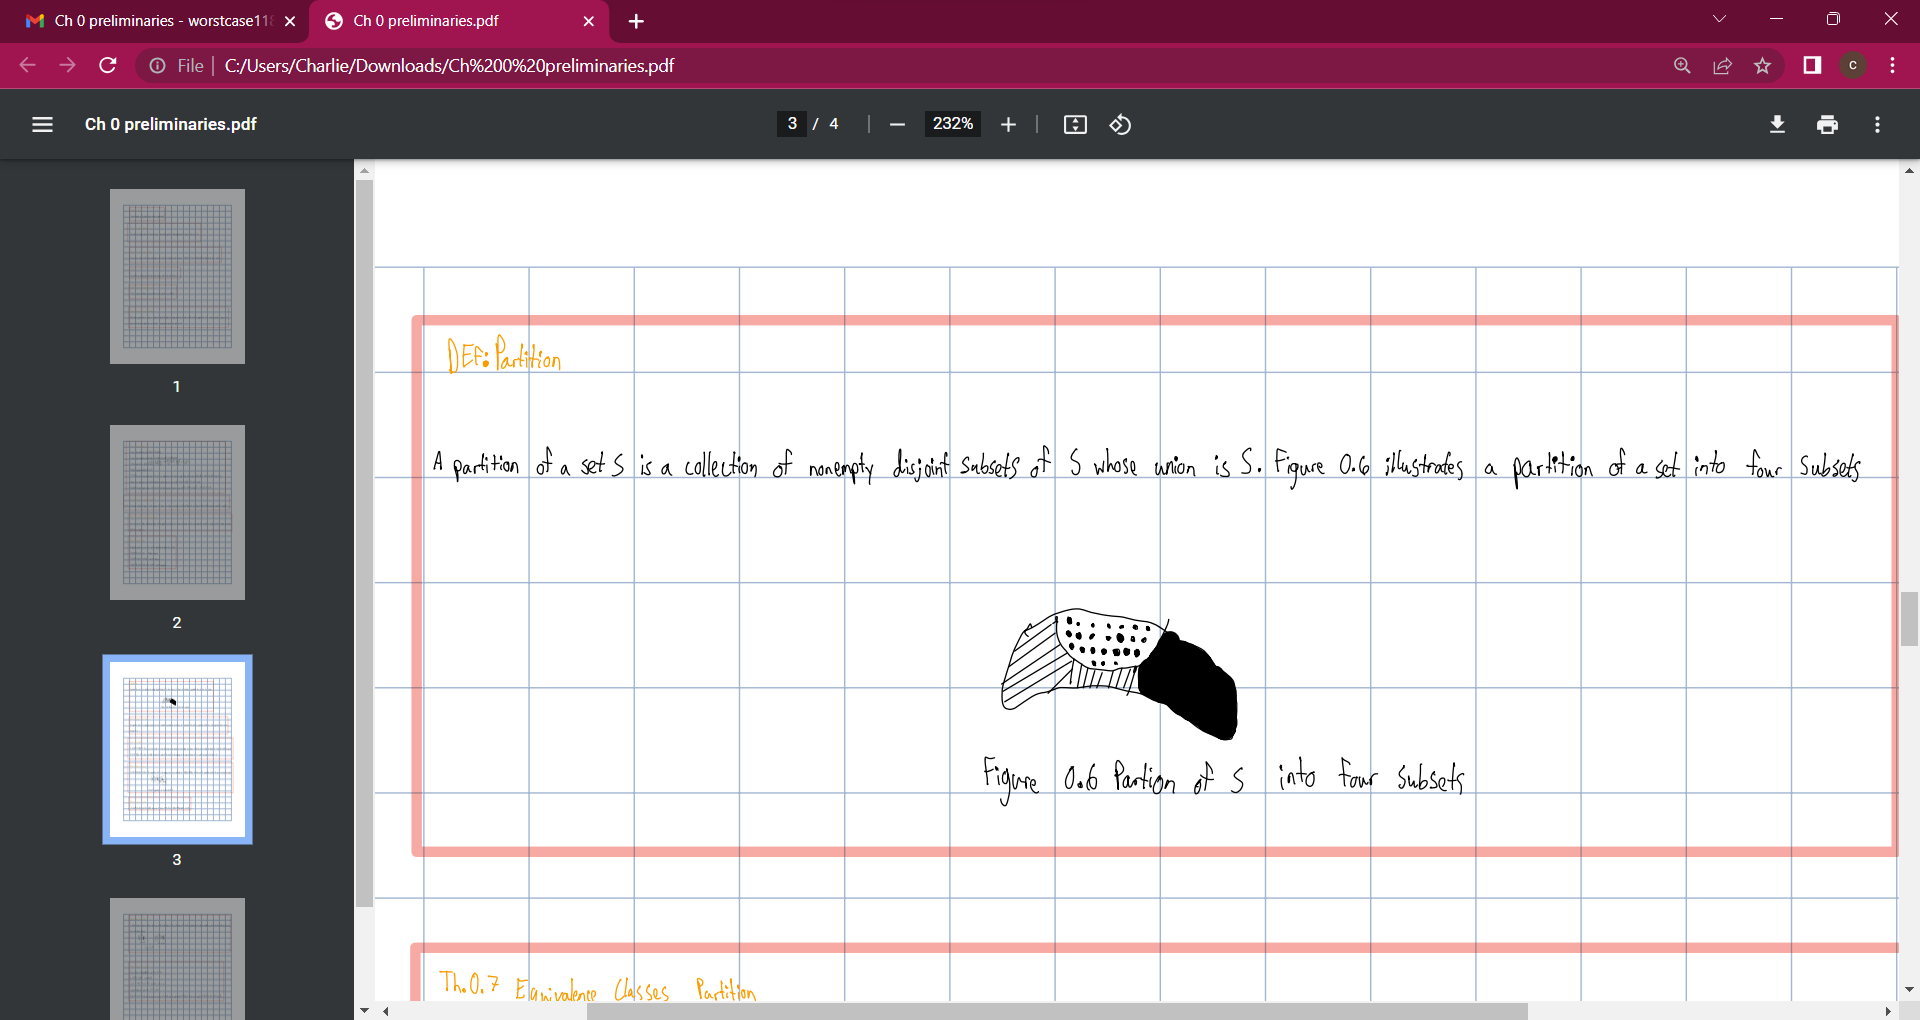 Ch 0 preliminaries - worstcase118
Ch 0 preliminaries.pdf
File
C:/Users/Charlie/Downloads/Ch%200%20preliminaries.pdf
C
Ch 0 preliminaries.pdf
3 / 4
232%
1
2
3
DEF: Partition
A partition of a set S is a collection of nonempty disjoint subsets of S whose union is S. Figure 0.6 illustrates a partition of a set into four subsets
Figure 0.6 Partion of S into four subsets
Th.0.7 Equivalence Classes Partition